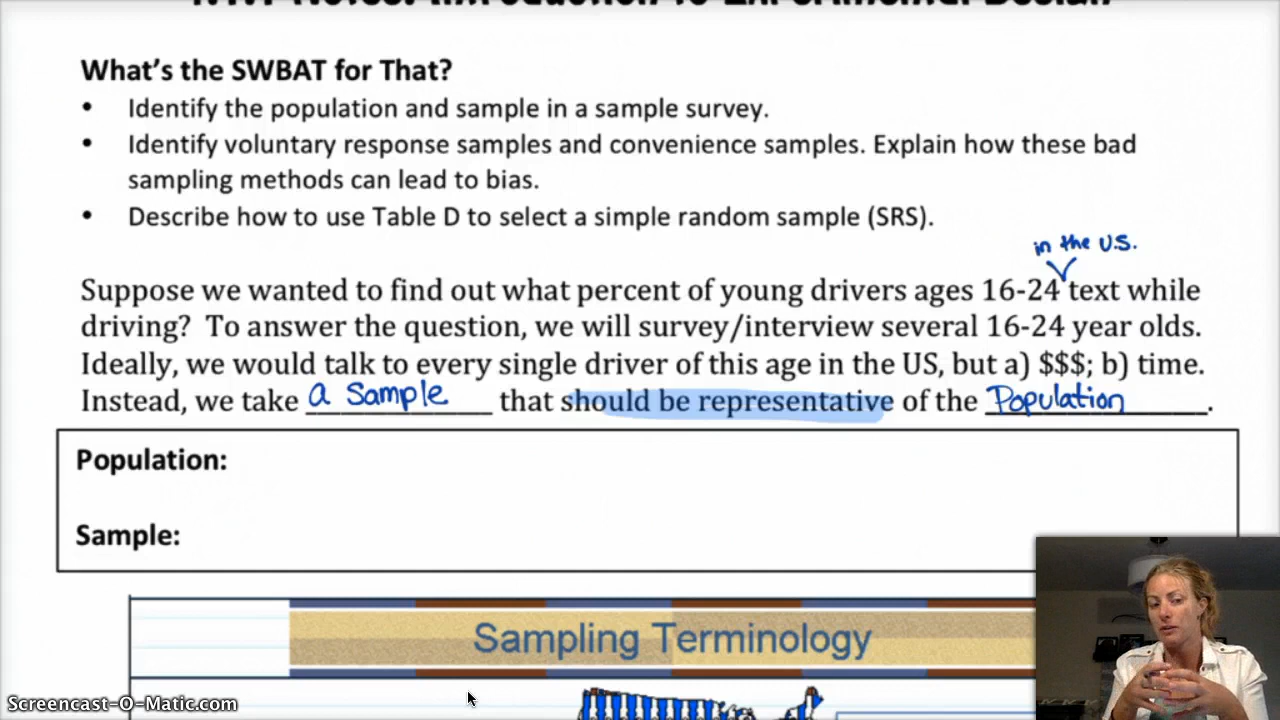 What's the SWBAT for That?
• Identify the population and sample in a sample survey.
• Identify voluntary response samples and convenience samples. Explain how these bad
sampling methods can lead to bias.
• Describe how to use Table D to select a simple random sample (SRS).
in the U.S.
Suppose we wanted to find out what percent of young drivers ages 16-24 text while
driving? To answer the question, we will survey/interview several 16-24 year olds.
Ideally, we would talk to every single driver of this age in the US, but a) $$$; b) time.
Instead, we take a Sample that should be representative of the Population.
Population:
Sample:
Sampling Terminology
Screencast-O-Matic.com